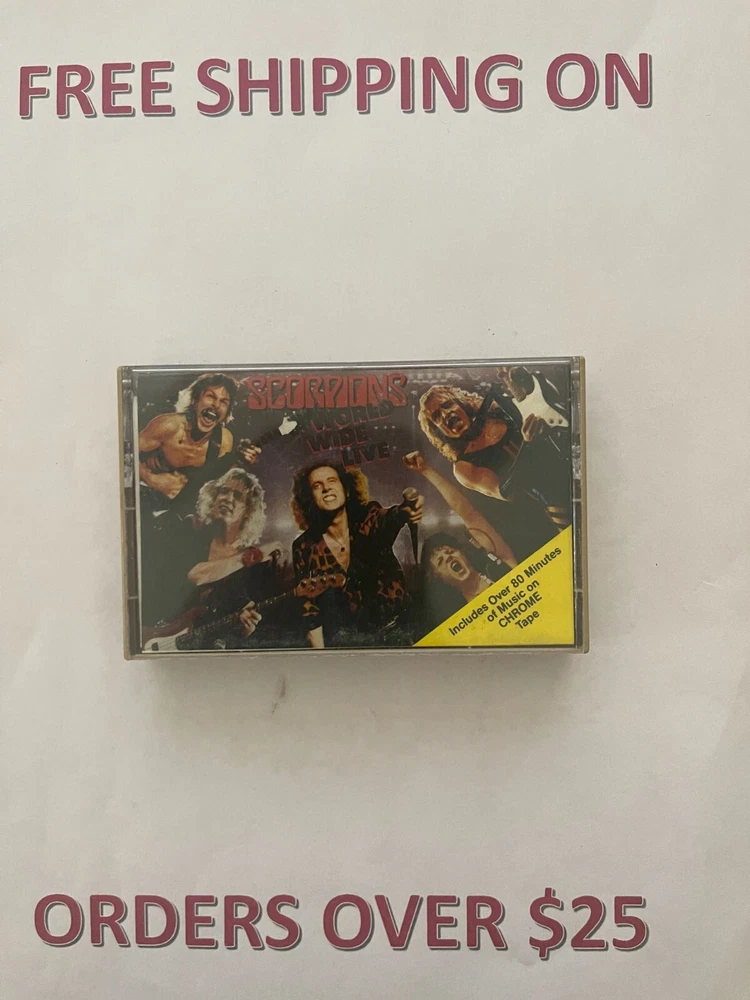 FREE SHIPPING ON
SCORPIONS
WORLD
WIDE
LIVE
Includes Over 80 Minutes
of Music on
CHROME
Tape
ORDERS OVER $25